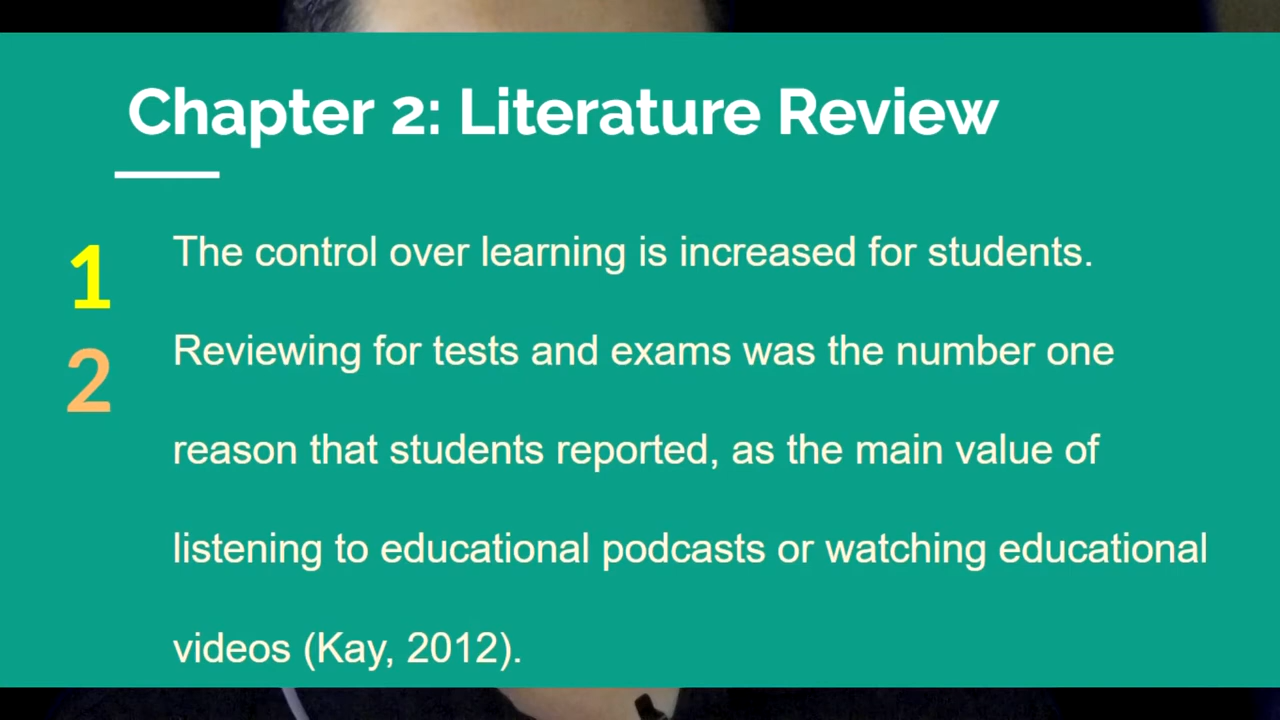 Chapter 2: Literature Review
1 The control over learning is increased for students.
2 Reviewing for tests and exams was the number one
reason that students reported, as the main value of
listening to educational podcasts or watching educational
videos (Kay, 2012).